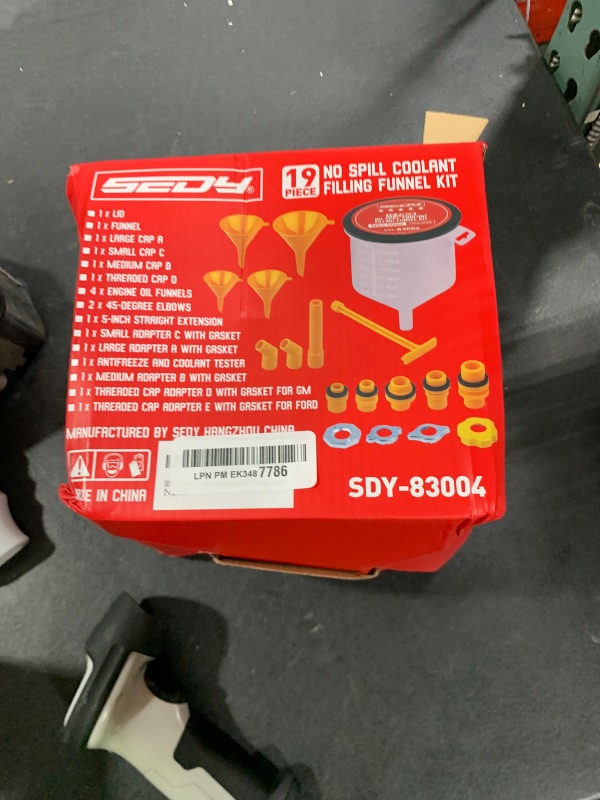 SEDY®
19 PIECE
NO SPILL COOLANT
FILLING FUNNEL KIT
1 x LID
1 x FUNNEL
1 x LARGE CAP A
1 x SMALL CAP C
1 x MEDIUM CAP B
1 x THREADED CAP D
4 x ENGINE OIL FUNNELS
2 x 45-DEGREE ELBOWS
1 x 5-INCH STRAIGHT EXTENSION
1 x SMALL ADAPTER C WITH GASKET
1 x LARGE ADAPTER A WITH GASKET
1 x ANTIFREEZE AND COOLANT TESTER
1 x MEDIUM ADAPTER B WITH GASKET
1 x THREADED CAP ADAPTER D WITH GASKET FOR GM
1 x THREADED CAP ADAPTER E WITH GASKET FOR FORD
MANUFACTURED BY SEDY HANGZHOU CHINA
LPN PM EK348 7786
IN CHINA
SDY-83004